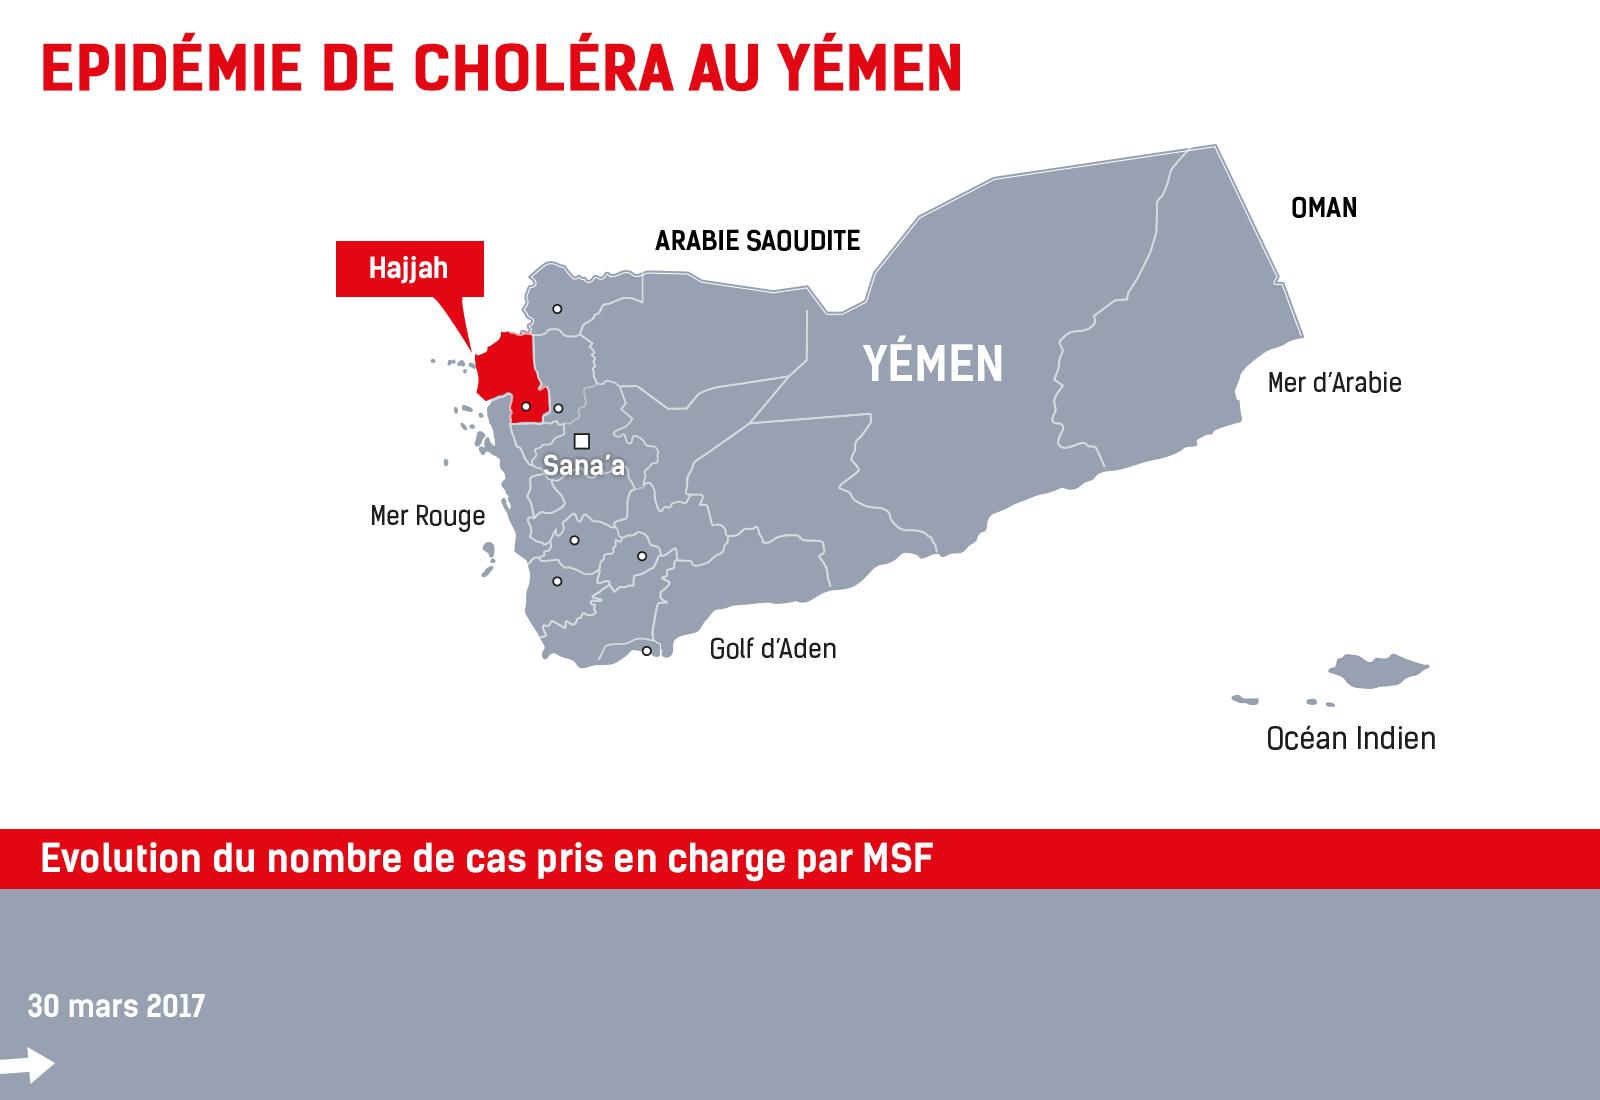 EPIDÉMIE DE CHOLÉRA AU YÉMEN
OMAN
ARABIE SAOUDITE
Hajjah
YÉMEN
Mer d'Arabie
Sana'a
Mer Rouge
Golf d'Aden
Océan Indien
Evolution du nombre de cas pris en charge par MSF
30 mars 2017